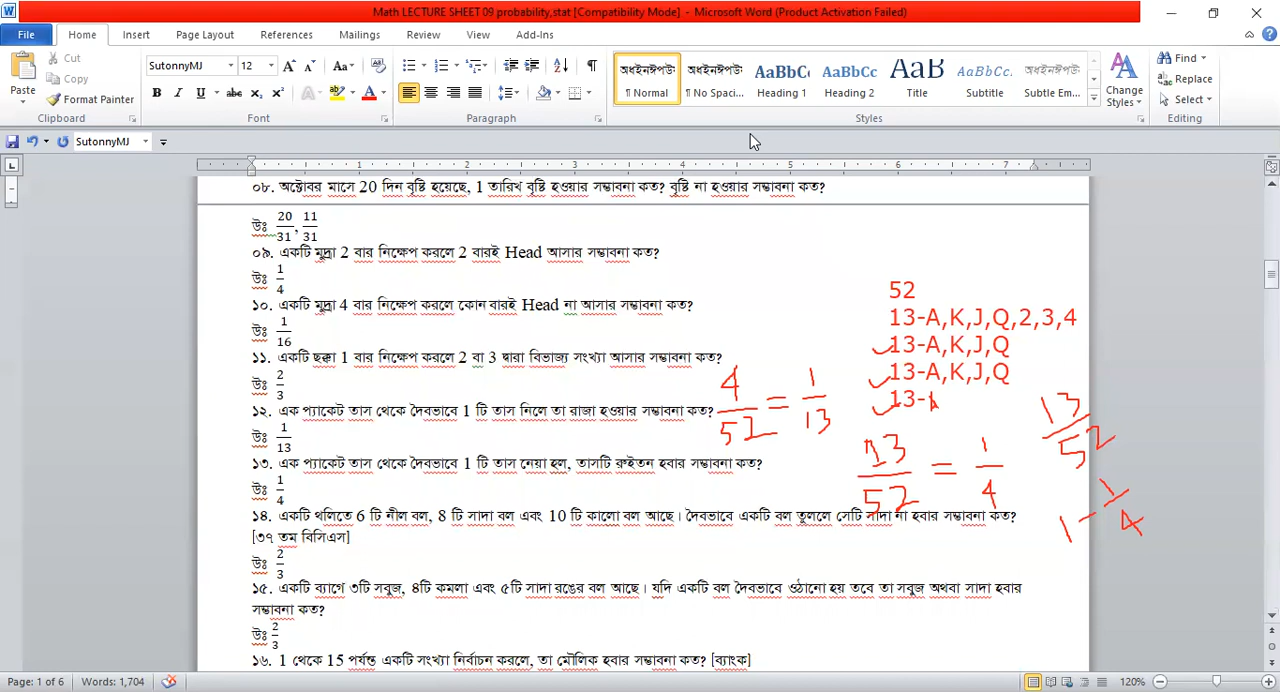 Math LECTURE SHEET 09 probability,stat [Compatibility Mode] - Microsoft Word (Product Activation Failed)
File Home Insert Page Layout References Mailings Review View Add-Ins
Cut
Copy
Paste
Format Painter
Clipboard
SutonnyMJ 12
Font
Paragraph
অধইনঈপউঃ অধইনঈপউঃ AaBbCc AaBbCc AaB AaBbCc. অধইনঈপউঃ
¶ Normal ¶ No Spad... Heading 1 Heading 2 Title Subtitle Subtle Em...
Styles
Change Styles
Find
Replace
Select
Editing
SutonnyMJ
০৮. অক্টোবর মাসে 20 দিন বৃষ্টি হয়েছে, 1 তারিখ বৃষ্টি হওয়ার সম্ভাবনা কত? বৃষ্টি না হওয়ার সম্ভাবনা কত?
উঃ 20/31, 11/31
০৯. একটি মুদ্রা 2 বার নিক্ষেপ করলে 2 বারই Head আসার সম্ভাবনা কত?
উঃ 1/4
১০. একটি মুদ্রা 4 বার নিক্ষেপ করলে কোন বারই Head না আসার সম্ভাবনা কত?
উঃ 1/16
১১. একটি ছক্কা 1 বার নিক্ষেপ করলে 2 বা 3 দ্বারা বিভাজ্য সংখ্যা আসার সম্ভাবনা কত?
উঃ 2/3
১২. এক প্যাকেট তাস থেকে দৈবভাবে 1 টি তাস নিলে তা রাজা হওয়ার সম্ভাবনা কত?
উঃ 1/13
১৩. এক প্যাকেট তাস থেকে দৈবভাবে 1 টি তাস নেয়া হল, তাসটি রুইতন হবার সম্ভাবনা কত?
উঃ 1/4
১৪. একটি থলিতে 6 টি নীল বল, 8 টি সাদা বল এবং 10 টি কালো বল আছে। দৈবভাবে একটি বল তুললে সেটি সাদা না হবার সম্ভাবনা কত?
[৩৭ তম বিসিএস]
উঃ 2/3
১৫. একটি ব্যাগে ৩টি সবুজ, ৪টি কমলা এবং ৫টি সাদা রঙের বল আছে। যদি একটি বল দৈবভাবে ওঠানো হয় তবে তা সবুজ অথবা সাদা হবার
সম্ভাবনা কত?
উঃ 2/3
১৬. 1 থেকে 15 পর্যন্ত একটি সংখ্যা নির্বাচন করলে, তা মৌলিক হবার সম্ভাবনা কত? [ব্যাংক]
52
13-A,K,J,Q,2,3,4
13-A,K,J,Q
13-A,K,J,Q
13-
4/52 = 1/13
13/52 = 1/4
13/52
1 - 1/4
Page: 1 of 6 Words: 1,704 120%